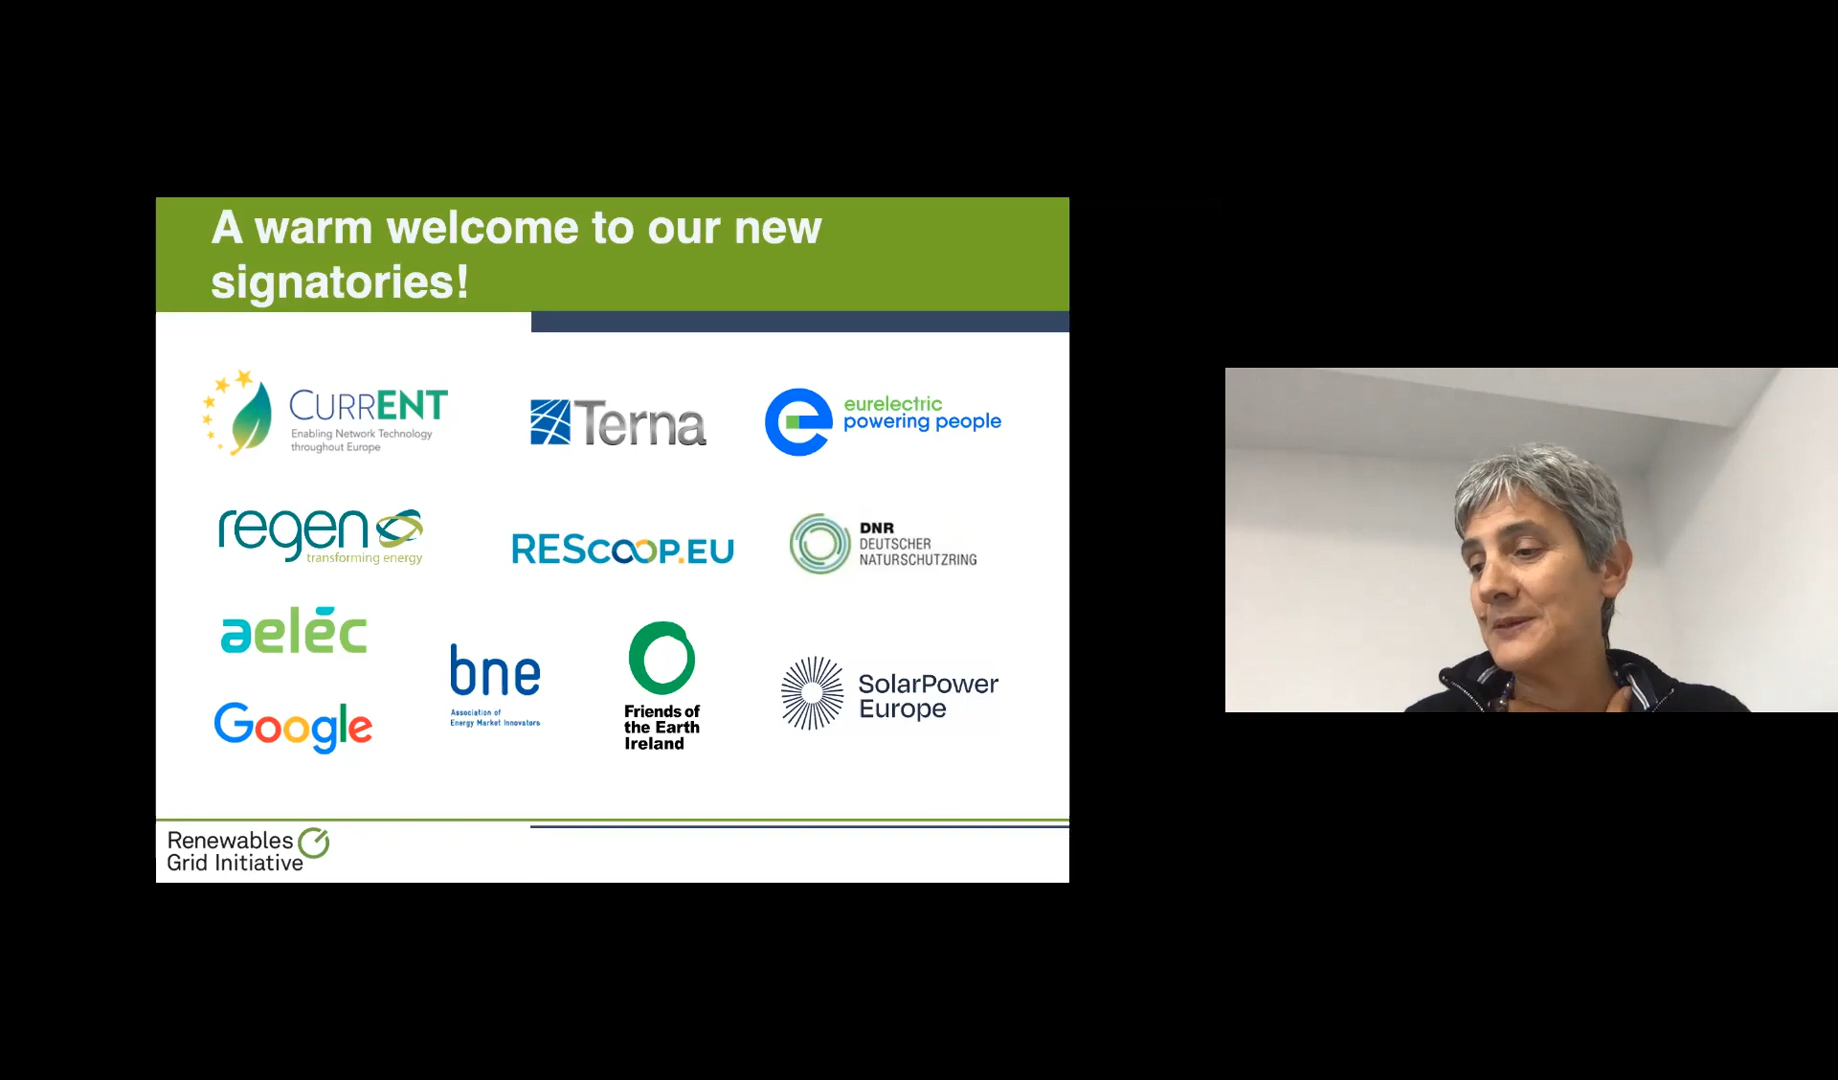 A warm welcome to our new
signatories!
CURRENT
Enabling Network Technology
throughout Europe
Terna
eurelectric
powering people
regen
transforming energy
REScoop.EU
DNR
DEUTSCHER
NATURSCHUTZRING
aeléc
bne
Association of
Energy Market Innovators
Friends of
the Earth
Ireland
SolarPower
Europe
Google
Renewables
Grid Initiative